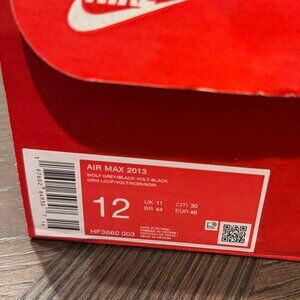 NIKE
AIR MAX 2013
WOLF GREY/BLACK-VOLT-BLACK
GRIS LOUP/VOLT/NOIR/NOIR
12
UK 11 CM 30
BR 44 EUR 46
HF3660 003